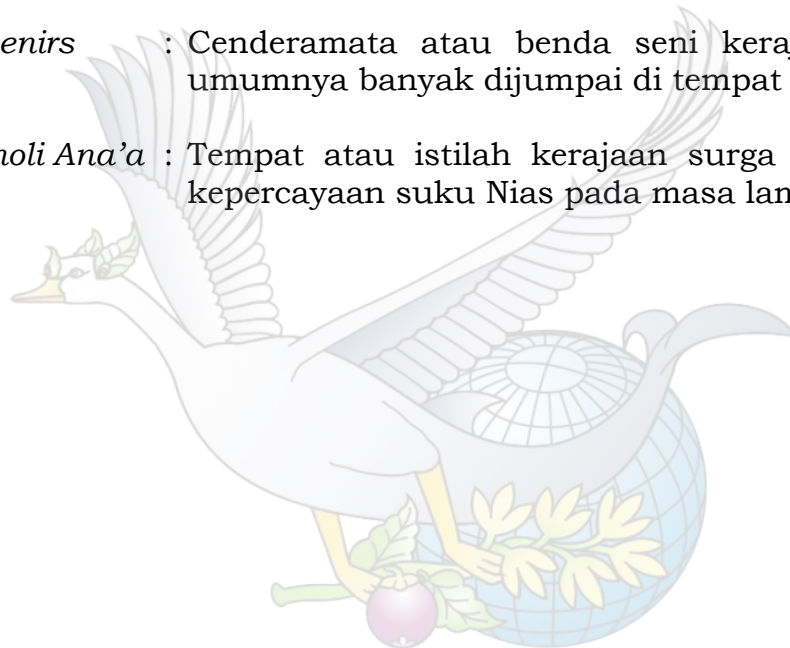 enirs : Cenderamata atau benda seni keraj
umumnya banyak dijumpai di tempat
oli Ana’a : Tempat atau istilah kerajaan surga
kepercayaan suku Nias pada masa lam